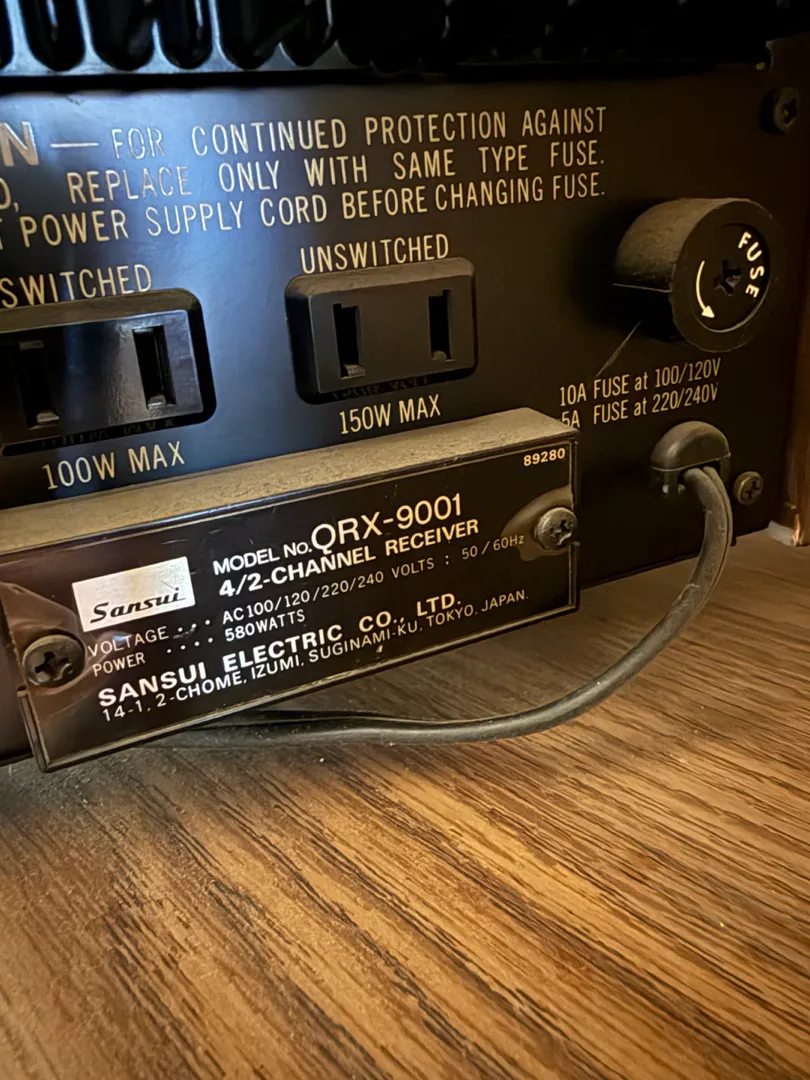 N — FOR CONTINUED PROTECTION AGAINST
D, REPLACE ONLY WITH SAME TYPE FUSE.
T POWER SUPPLY CORD BEFORE CHANGING FUSE.
SWITCHED
UNSWITCHED
FUSE
100W MAX
150W MAX
10A FUSE at 100/120V
5A FUSE at 220/240V
89280
Sansui
MODEL No. QRX-9001
4/2-CHANNEL RECEIVER
VOLTAGE ... AC100/120/220/240 VOLTS : 50/60Hz
POWER .... 580WATTS
SANSUI ELECTRIC CO., LTD.
14-1, 2-CHOME, IZUMI, SUGINAMI-KU, TOKYO, JAPAN.